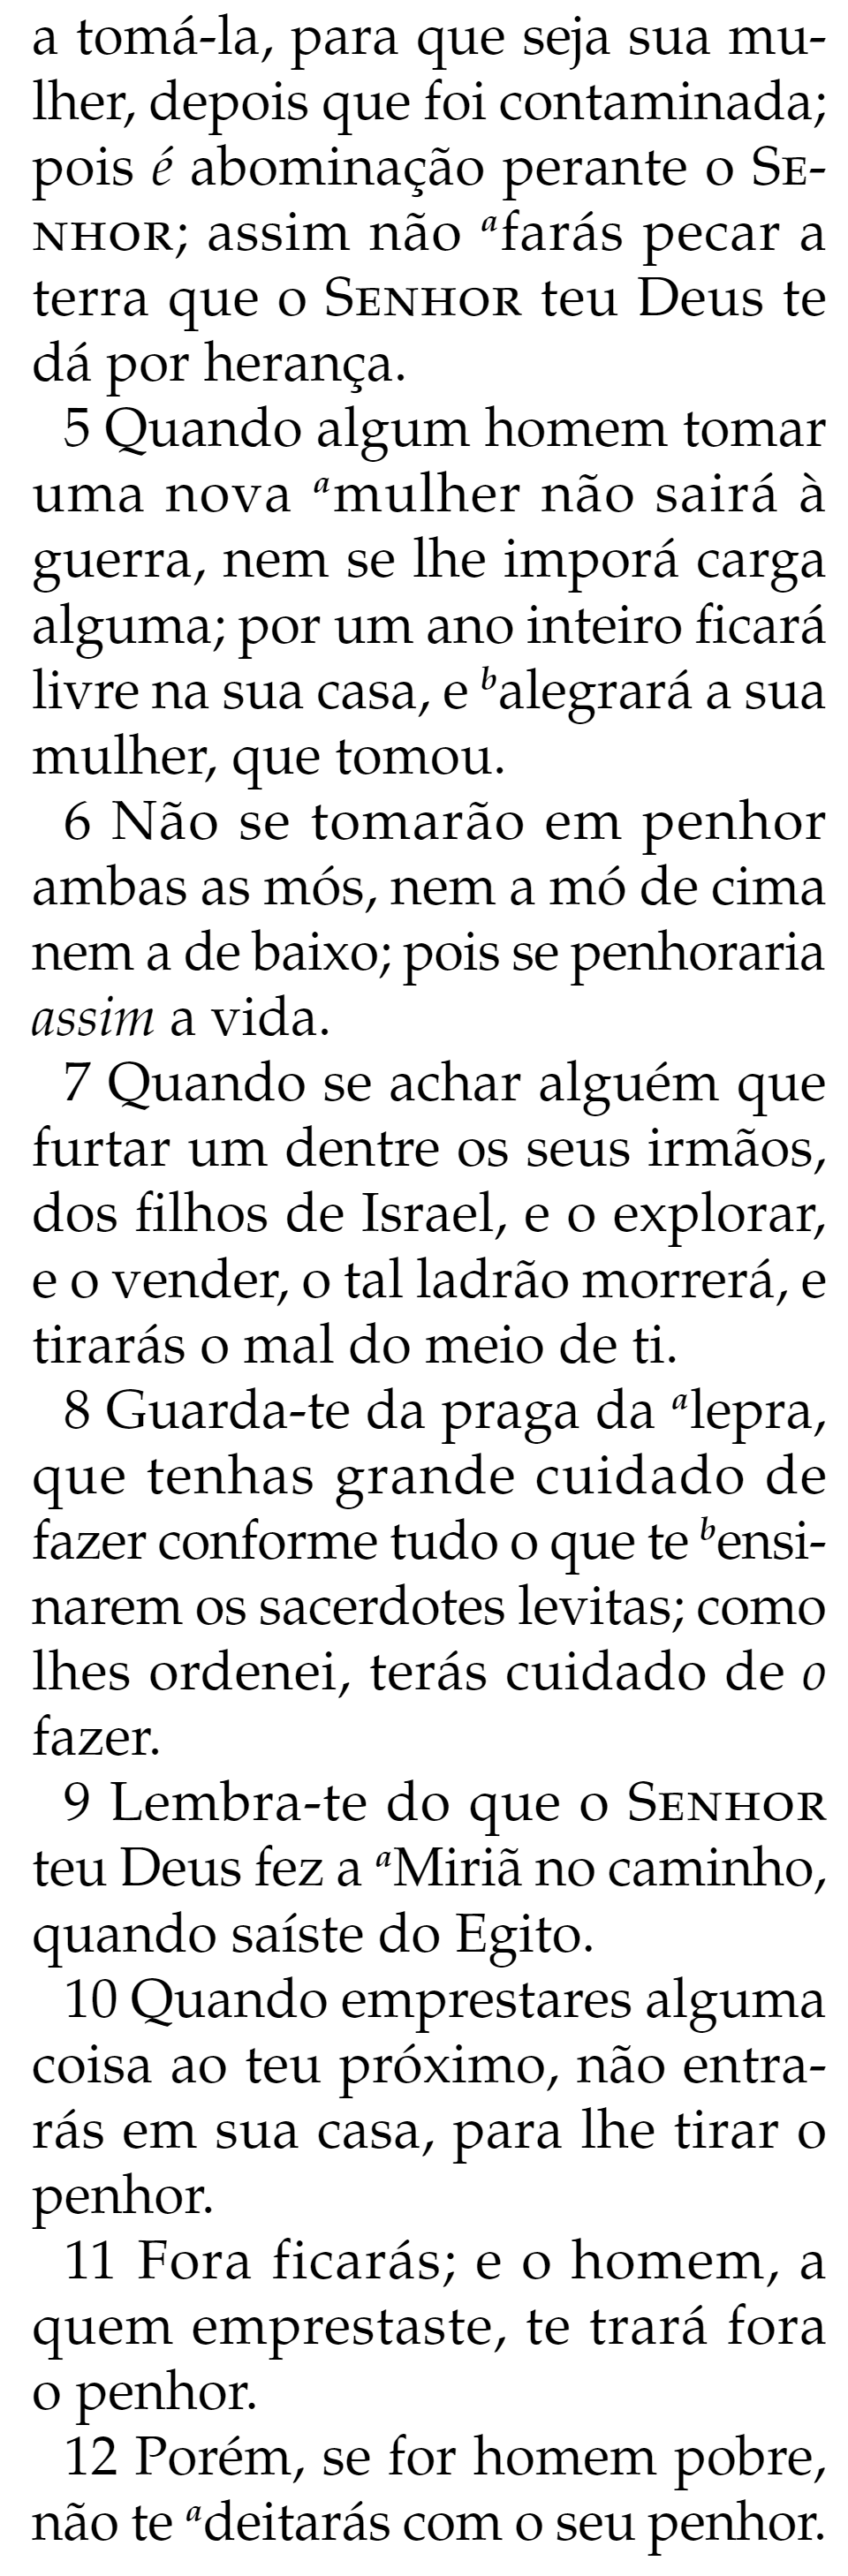 a tomá-la, para que seja sua mu-
lher, depois que foi contaminada;
pois é abominação perante o SE-
NHOR; assim não ᵃfarás pecar a
terra que o SENHOR teu Deus te
dá por herança.
5 Quando algum homem tomar
uma nova ᵃmulher não sairá à
guerra, nem se lhe imporá carga
alguma; por um ano inteiro ficará
livre na sua casa, e ᵇalegrará a sua
mulher, que tomou.
6 Não se tomarão em penhor
ambas as mós, nem a mó de cima
nem a de baixo; pois se penhoraria
assim a vida.
7 Quando se achar alguém que
furtar um dentre os seus irmãos,
dos filhos de Israel, e o explorar,
e o vender, o tal ladrão morrerá, e
tirarás o mal do meio de ti.
8 Guarda-te da praga da ᵃlepra,
que tenhas grande cuidado de
fazer conforme tudo o que te ᵇensi-
narem os sacerdotes levitas; como
lhes ordenei, terás cuidado de o
fazer.
9 Lembra-te do que o SENHOR
teu Deus fez a ᵃMiriã no caminho,
quando saíste do Egito.
10 Quando emprestares alguma
coisa ao teu próximo, não entra-
rás em sua casa, para lhe tirar o
penhor.
11 Fora ficarás; e o homem, a
quem emprestaste, te trará fora
o penhor.
12 Porém, se for homem pobre,
não te ᵃdeitarás com o seu penhor.